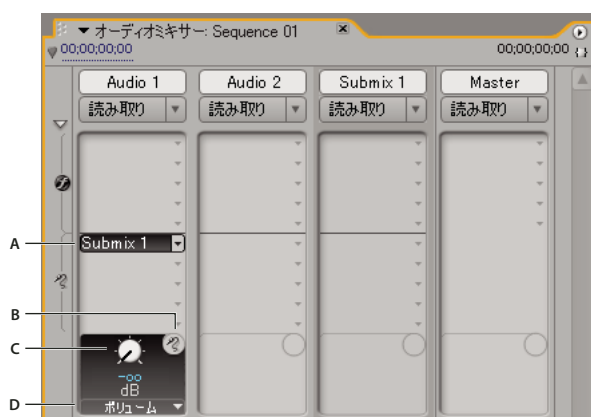 オーディオミキサー: Sequence 01
00;00;00;00
00;00;00;00
Audio 1
Audio 2
Submix 1
Master
読み取り
読み取り
読み取り
読み取り
A
Submix 1
B
C
-∞
dB
D
ボリューム